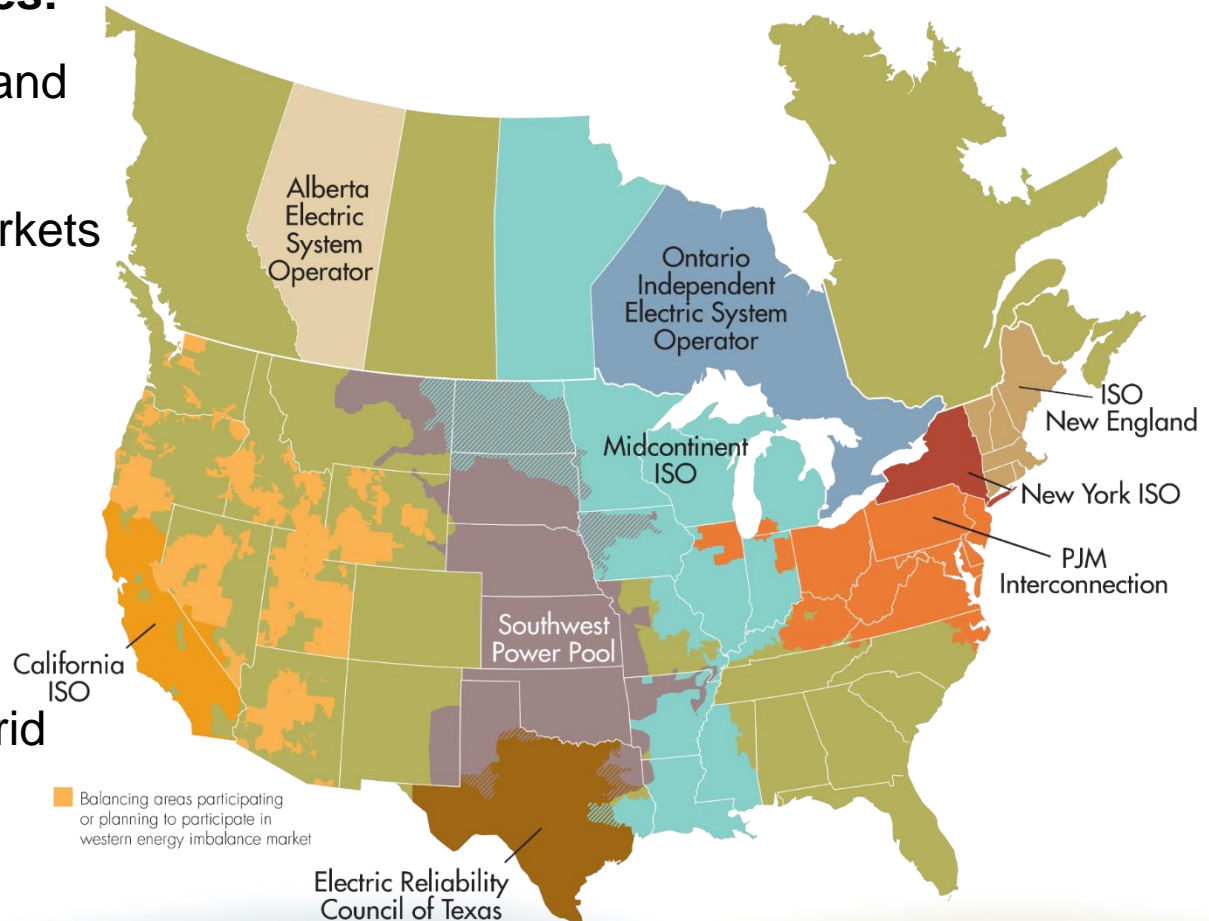 es:
and
rkets
rid
Alberta
Electric
System
Operator
Ontario
Independent
Electric System
Operator
Midcontinent
ISO
ISO
New England
New York ISO
PJM
Interconnection
Southwest
Power Pool
California
ISO
Balancing areas participating
or planning to participate in
western energy imbalance market
Electric Reliability
Council of Texas